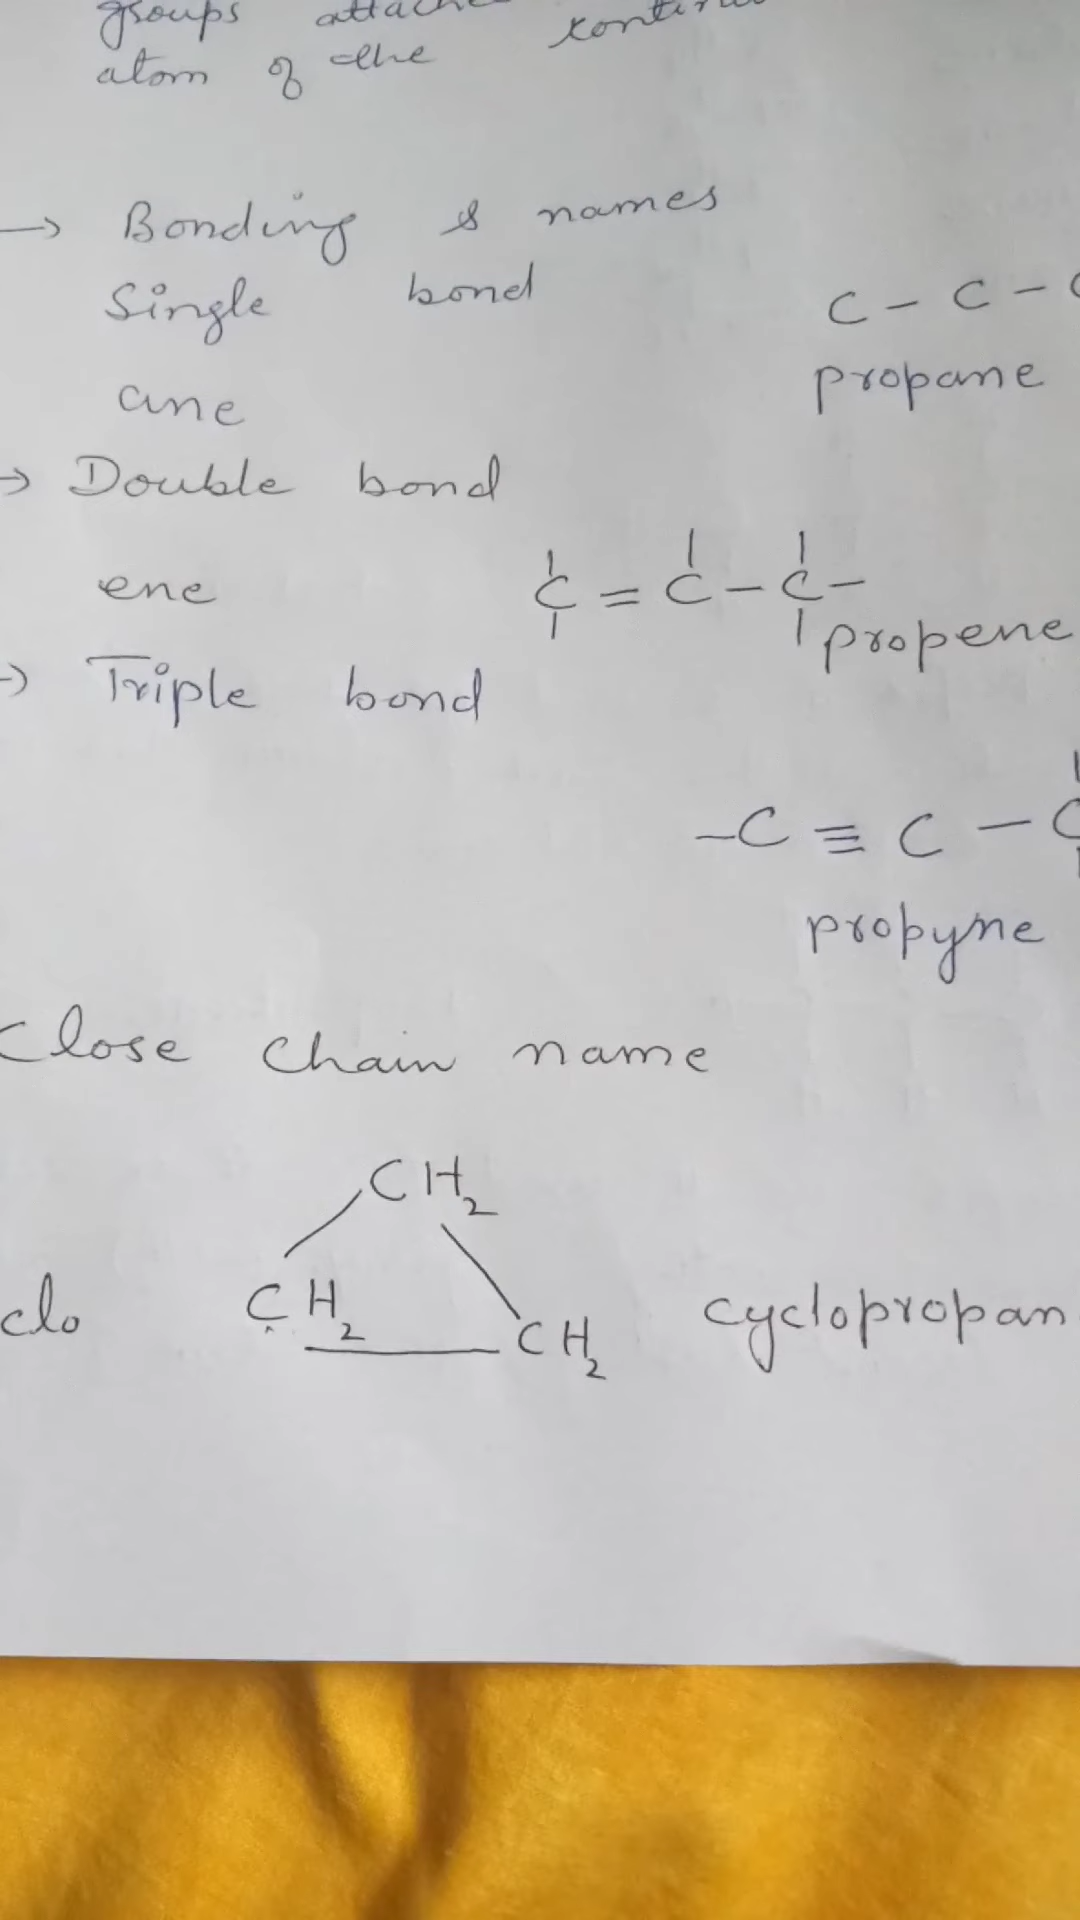 groups
atom of the
→ Bonding & names
Single bond
C - C -
propane
ane
→ Double bond
ene
C = C - C -
propene
→ Triple bond
-C ≡ C - C
propyne
Close Chain name
CH₂
clo CH₂ CH₂ cyclopropan